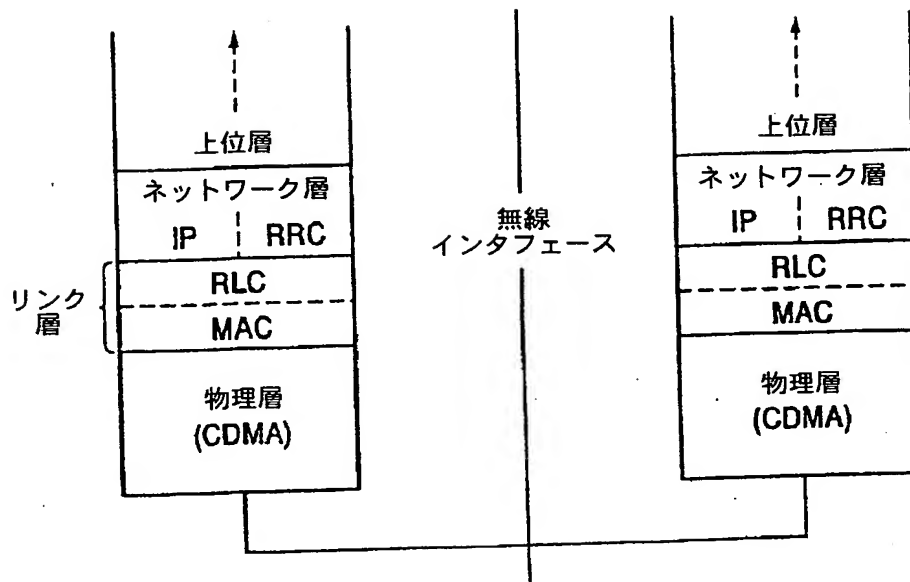 上位層
ネットワーク層
IP RRC
RLC
MAC
リンク
層
物理層
(CDMA)
無線
インタフェース
上位層
ネットワーク層
IP RRC
RLC
MAC
物理層
(CDMA)